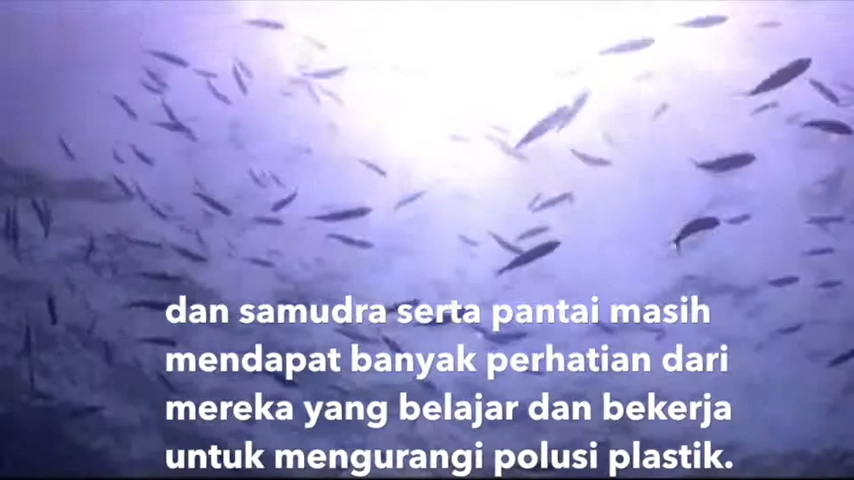 dan samudra serta pantai masih
mendapat banyak perhatian dari
mereka yang belajar dan bekerja
untuk mengurangi polusi plastik.